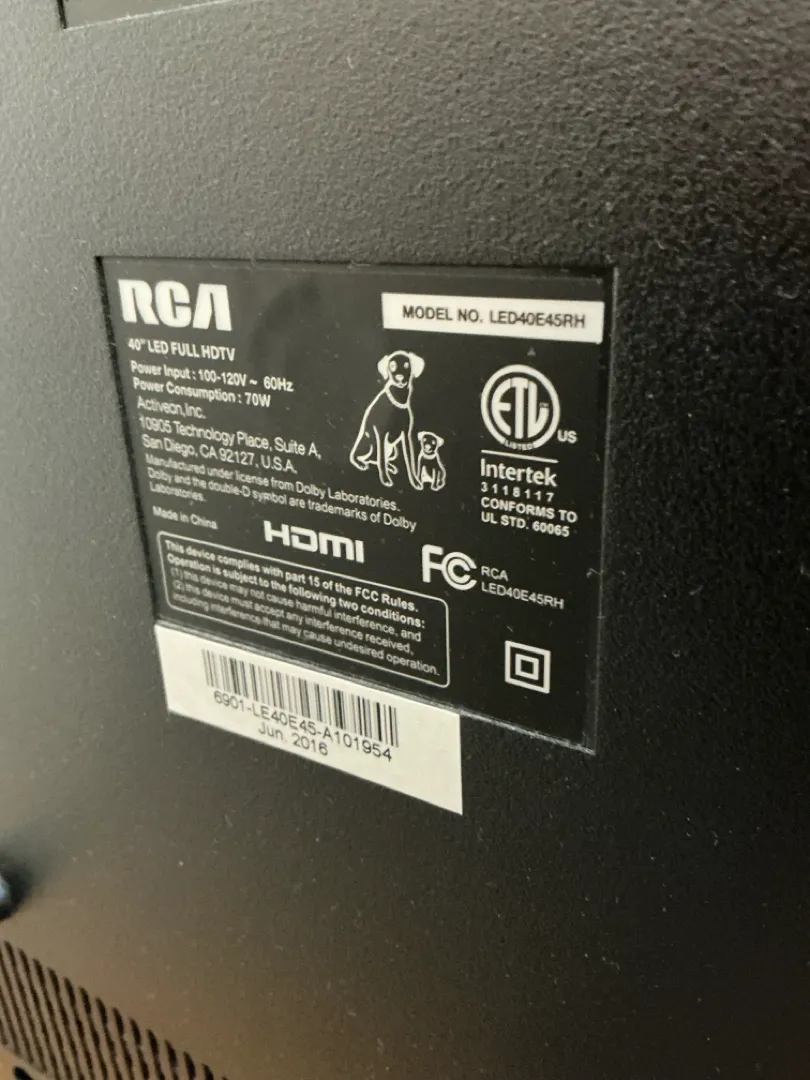 RCA
MODEL NO. LED40E45RH
40" LED FULL HDTV
Power Input : 100-120V ~ 60Hz
Power Consumption : 70W
Activeon,Inc.
10905 Technology Place, Suite A,
San Diego, CA 92127, U.S.A,
Manufactured under license from Dolby Laboratories.
Dolby and the double-D symbol are trademarks of Dolby
Laboratories.
Made in China
ETL
LISTED
US
Intertek
3118117
CONFORMS TO
UL STD. 60065
HDMI
FC
RCA
LED40E45RH
This device complies with part 15 of the FCC Rules.
Operation is subject to the following two conditions:
(1) this device may not cause harmful interference, and
(2) this device must accept any interference received,
including interference that may cause undesired operation.
6901-LE40E45-A101954
Jun. 2016